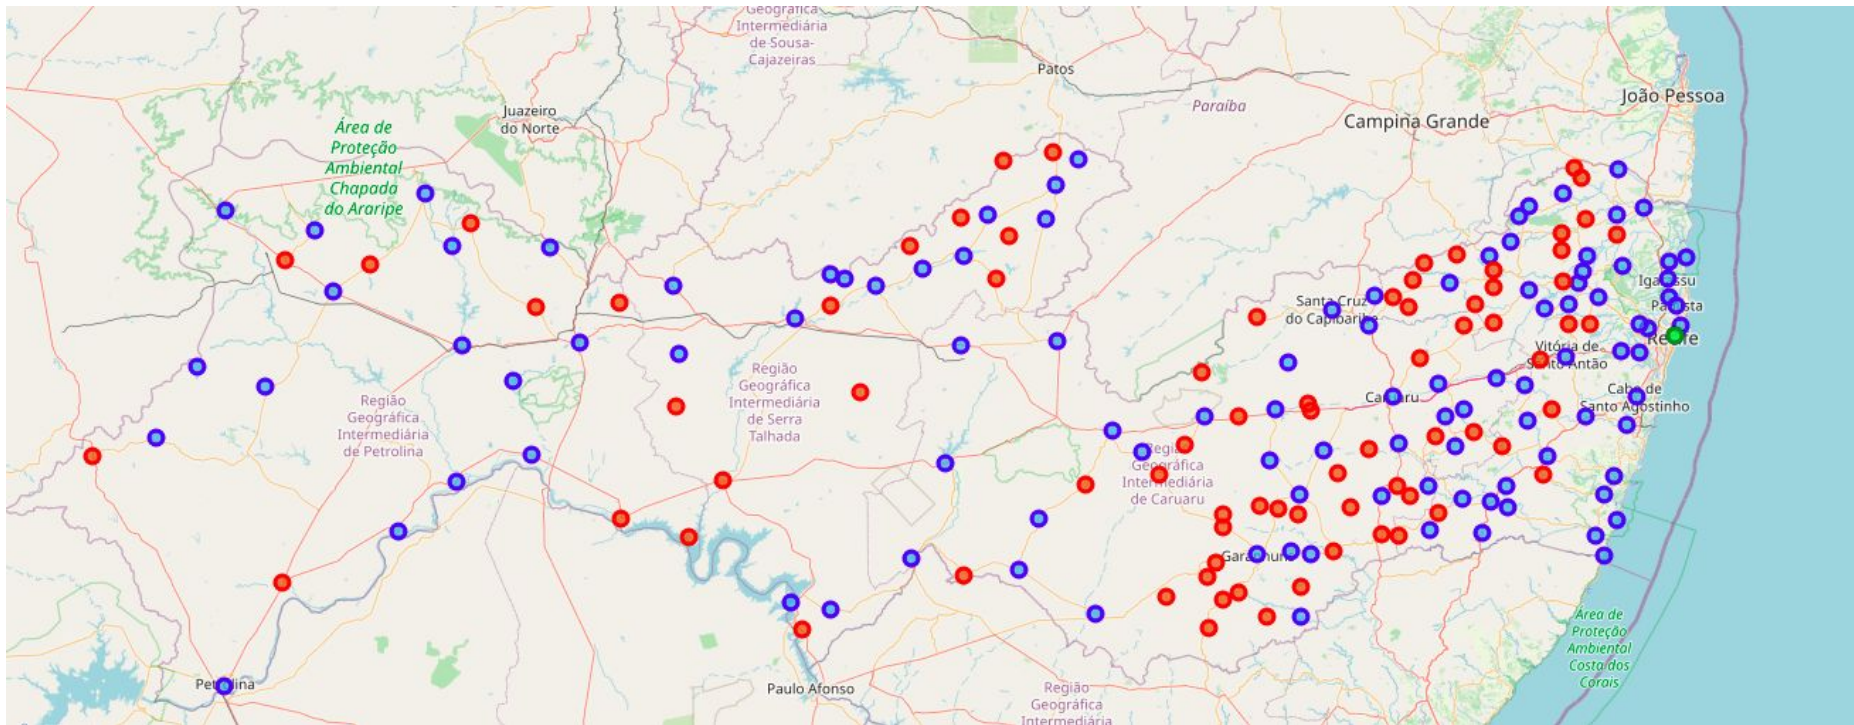 Geográfica
Intermediária
de Sousa-
Cajazeiras
Patos
João Pessoa
Paraíba
Campina Grande
Juazeiro
do Norte
Área de
Proteção
Ambiental
Chapada
do Araripe
Santa Cruz
do Capibaribe
Igarassu
Paulista
Recife
Vitória de
Santo Antão
Cabo de
Santo Agostinho
Caruaru
Região
Geográfica
Intermediária
de Serra
Talhada
Região
Geográfica
Intermediária
de Petrolina
Região
Geográfica
Intermediária
de Caruaru
Garanhuns
Área de
Proteção
Ambiental
Costa dos
Corais
Petrolina
Paulo Afonso
Região
Geográfica
Intermediária